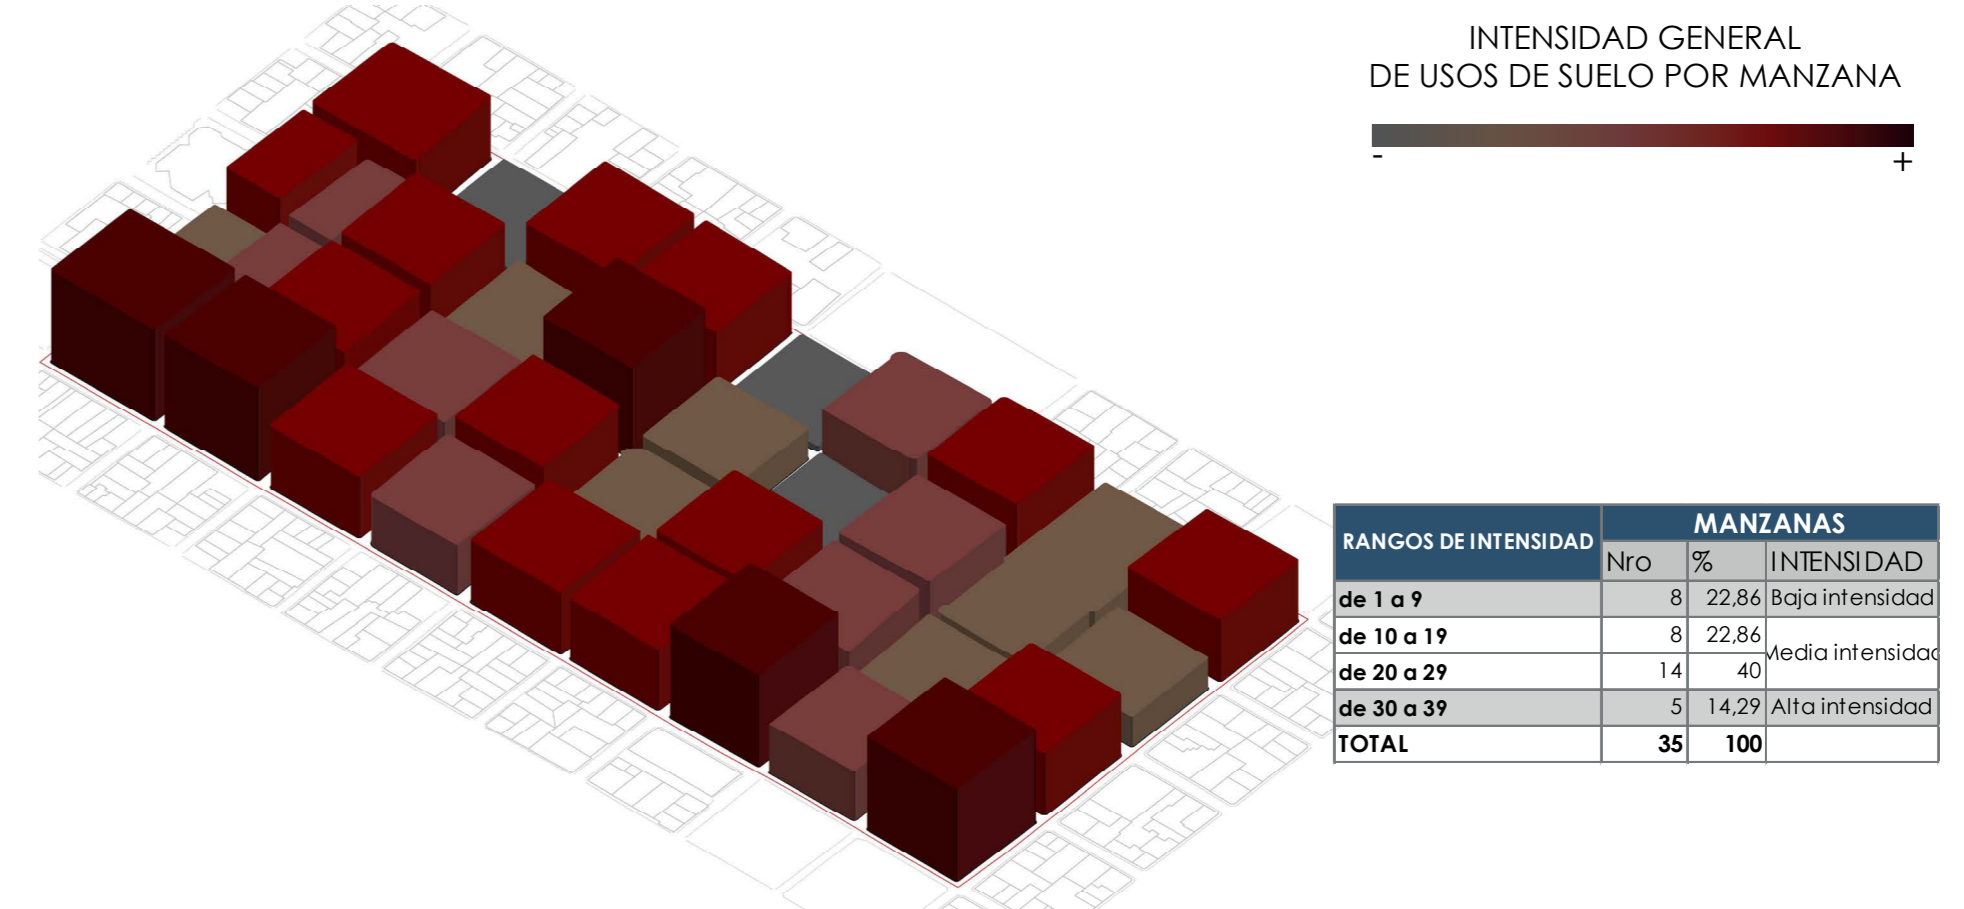 INTENSIDAD GENERAL
DE USOS DE SUELO POR MANZANA
- +
RANGOS DE INTENSIDAD MANZANAS
Nro % INTENSIDAD
de 1 a 9 8 22,86 Baja intensidad
de 10 a 19 8 22,86
Media intensidad
de 20 a 29 14 40
de 30 a 39 5 14,29 Alta intensidad
TOTAL 35 100